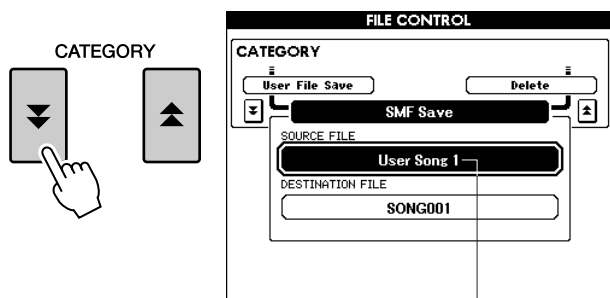 CATEGORY
FILE CONTROL
CATEGORY
User File Save
Delete
SMF Save
SOURCE FILE
User Song 1
DESTINATION FILE
SONG001